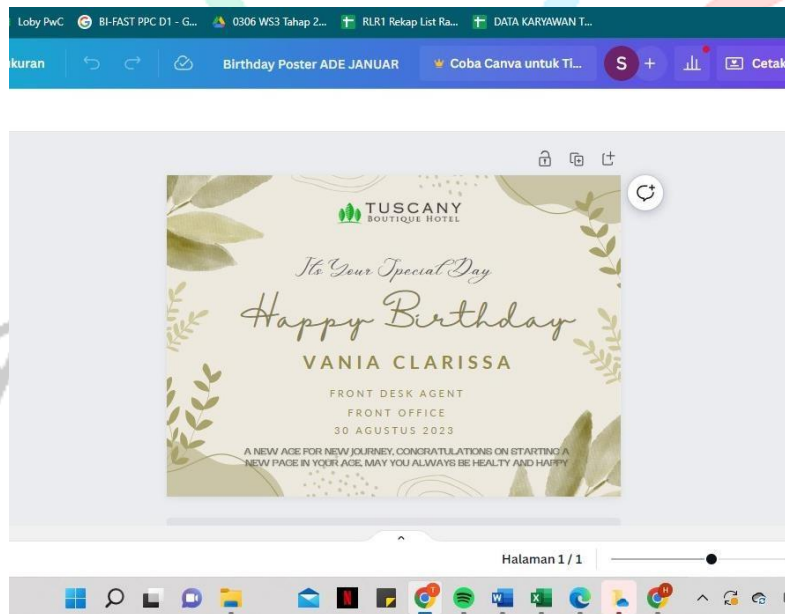 Loby PwC BI-FAST PPC D1 - G... 0306 WS3 Tahap 2... RLR1 Rekap List Ra... DATA KARYAWAN T...
kuran Birthday Poster ADE JANUAR Coba Canva untuk Ti... S + Cetak
TUSCANY
BOUTIQUE HOTEL
It's Your Special Day
Happy Birthday
VANIA CLARISSA
FRONT DESK AGENT
FRONT OFFICE
30 AGUSTUS 2023
A NEW AGE FOR NEW JOURNEY, CONGRATULATIONS ON STARTING A
NEW PAGE IN YOUR AGE, MAY YOU ALWAYS BE HEALTY AND HAPPY
Halaman 1 / 1